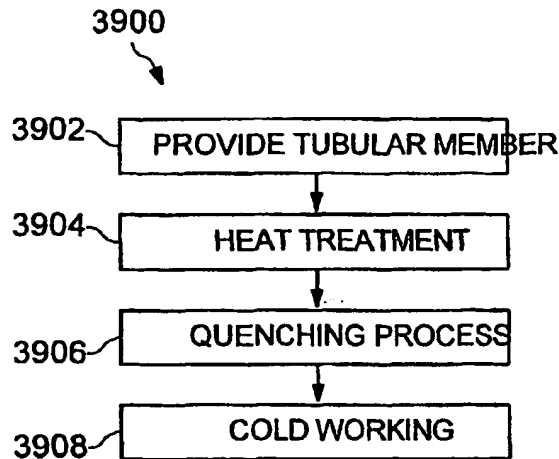 3900
3902 PROVIDE TUBULAR MEMBER
3904 HEAT TREATMENT
3906 QUENCHING PROCESS
3908 COLD WORKING